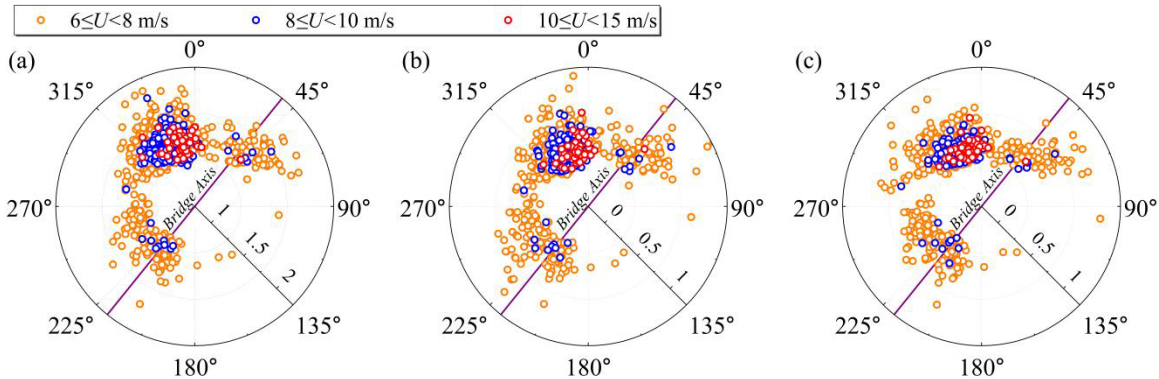 6≤U<8 m/s 8≤U<10 m/s 10≤U<15 m/s
(a) 0° 45° 90° 135° 180° 225° 270° 315° Bridge Axis 1 1.5 2
(b) 0° 45° 90° 135° 180° 225° 270° 315° Bridge Axis 0 0.5 1
(c) 0° 45° 90° 135° 180° 225° 270° 315° Bridge Axis 0 0.5 1